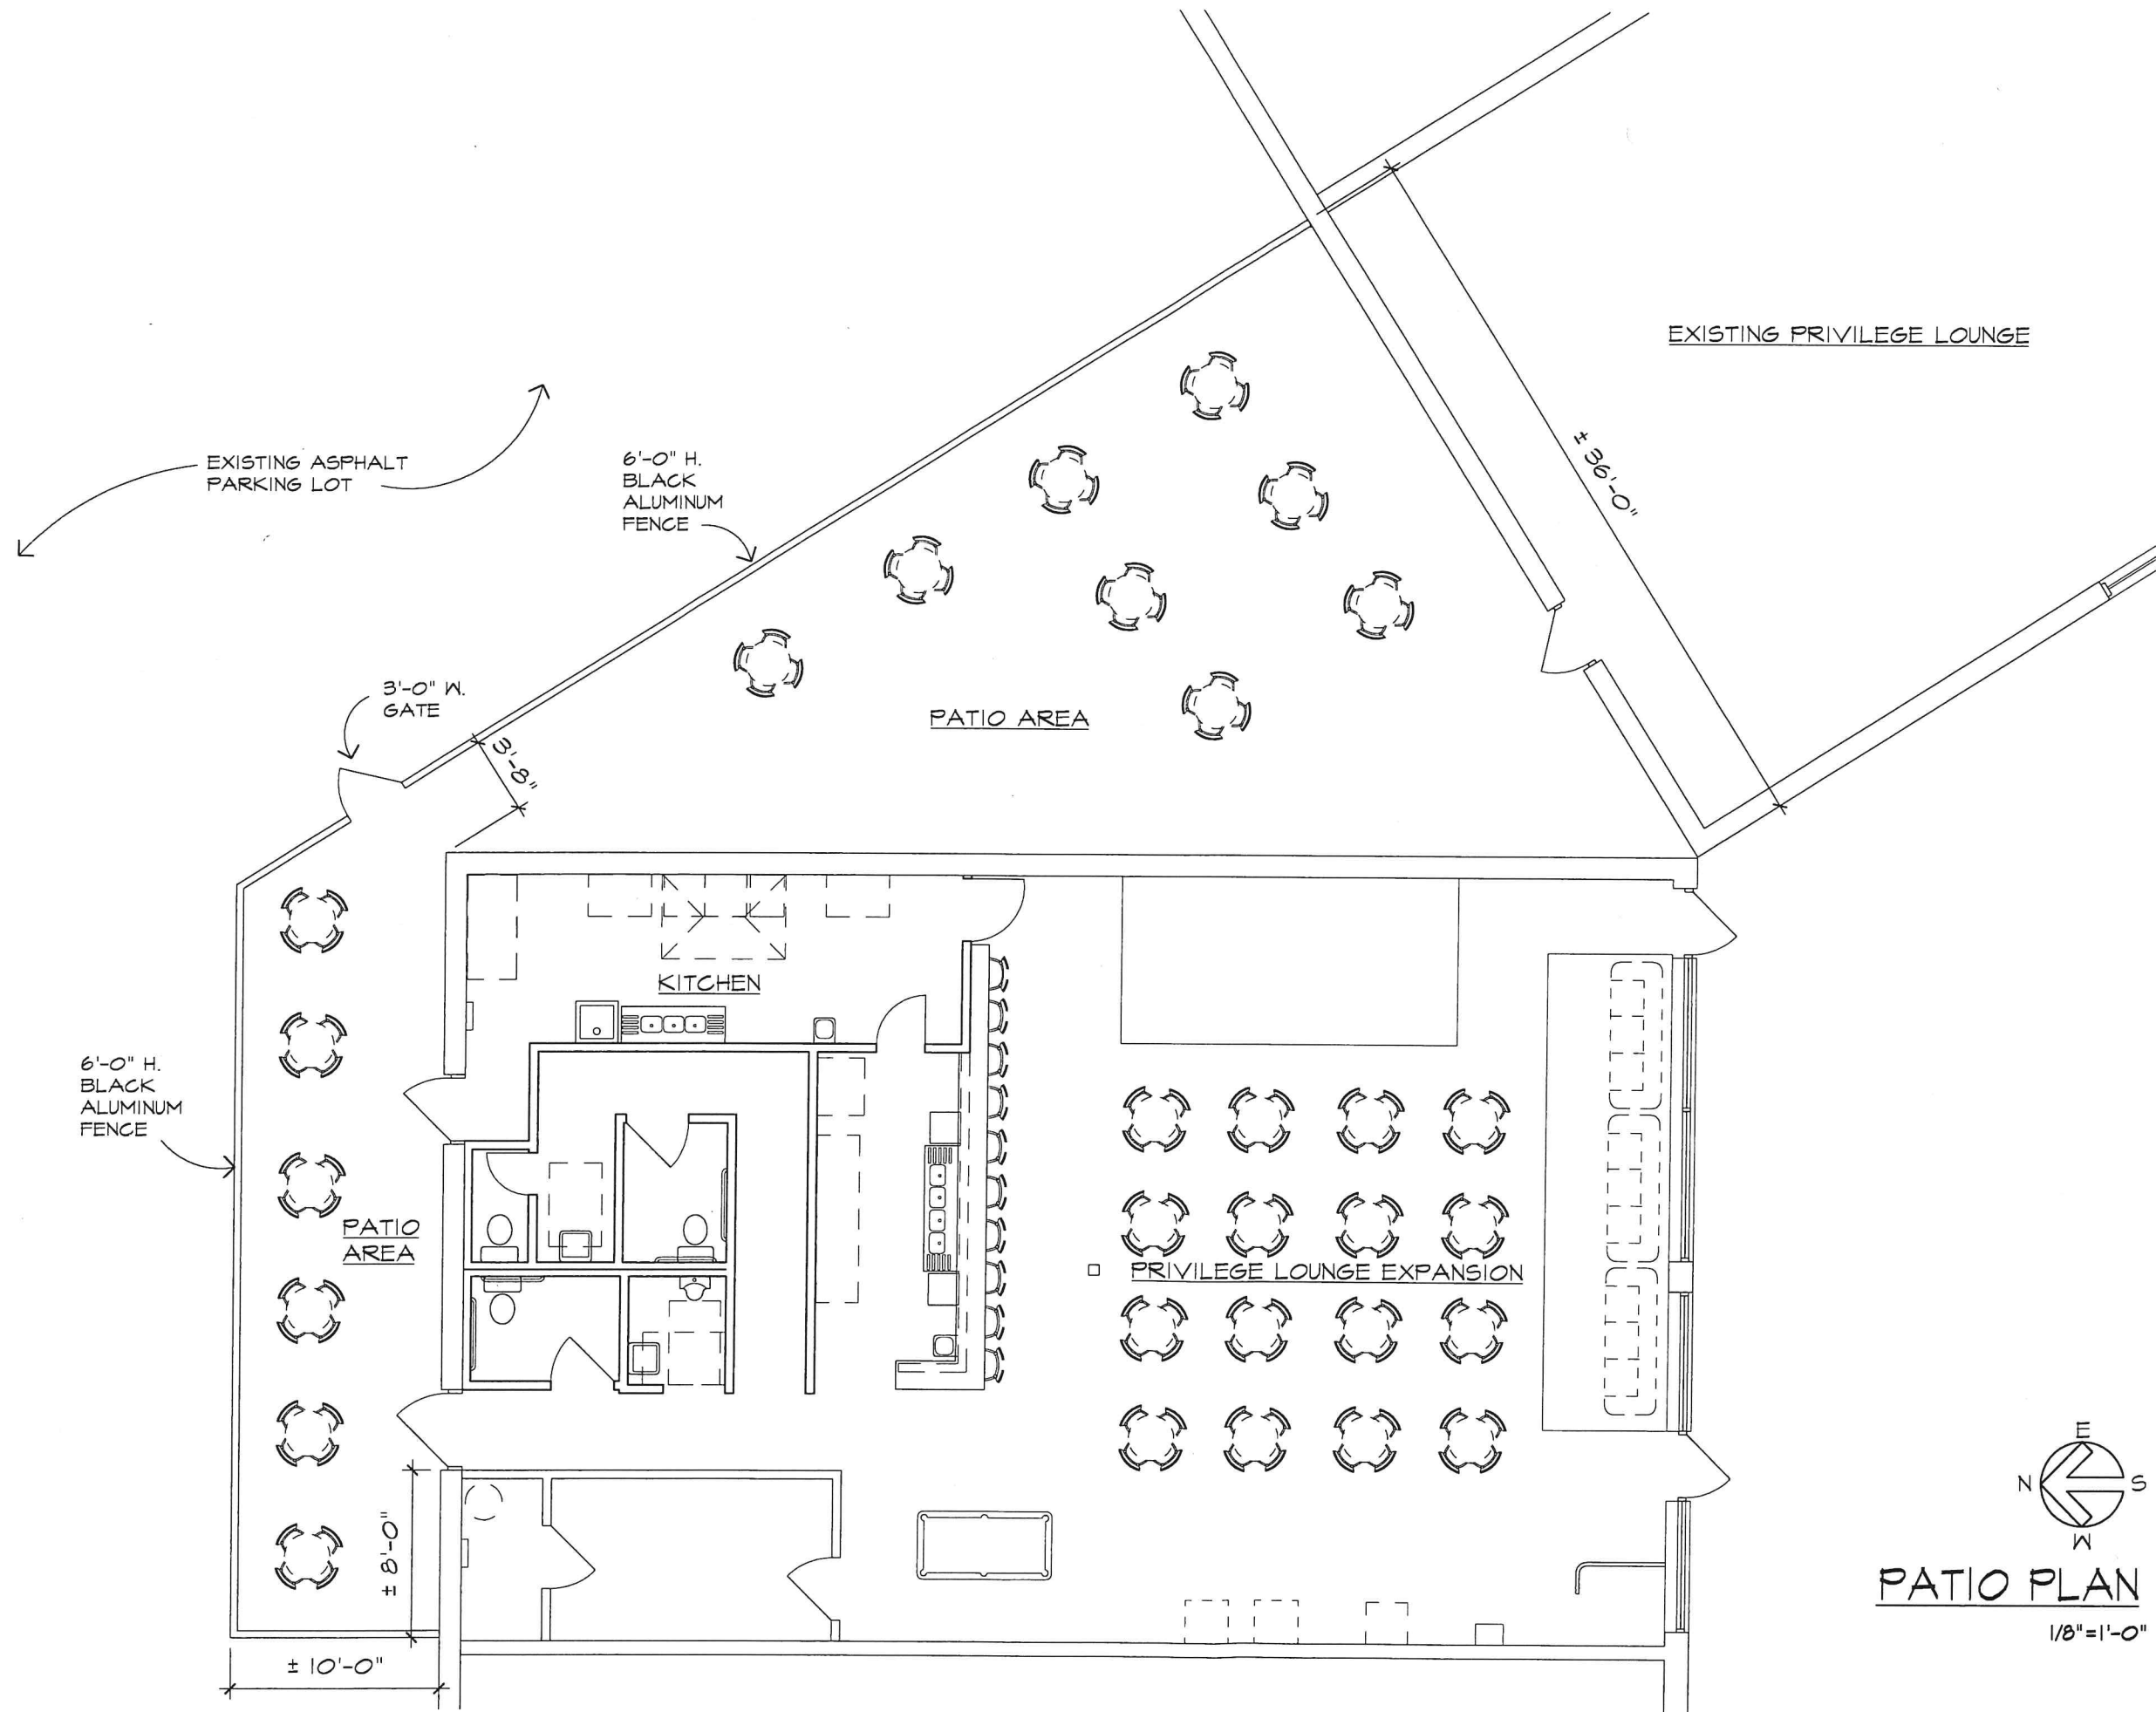 EXISTING PRIVILEGE LOUNGE
± 36'-0"
EXISTING ASPHALT
PARKING LOT
6'-0" H.
BLACK
ALUMINUM
FENCE
3'-0" W.
GATE
3'-8"
PATIO AREA
KITCHEN
6'-0" H.
BLACK
ALUMINUM
FENCE
PATIO
AREA
PRIVILEGE LOUNGE EXPANSION
± 8'-0"
± 10'-0"
E
N
S
W
PATIO PLAN
1/8"=1'-0"